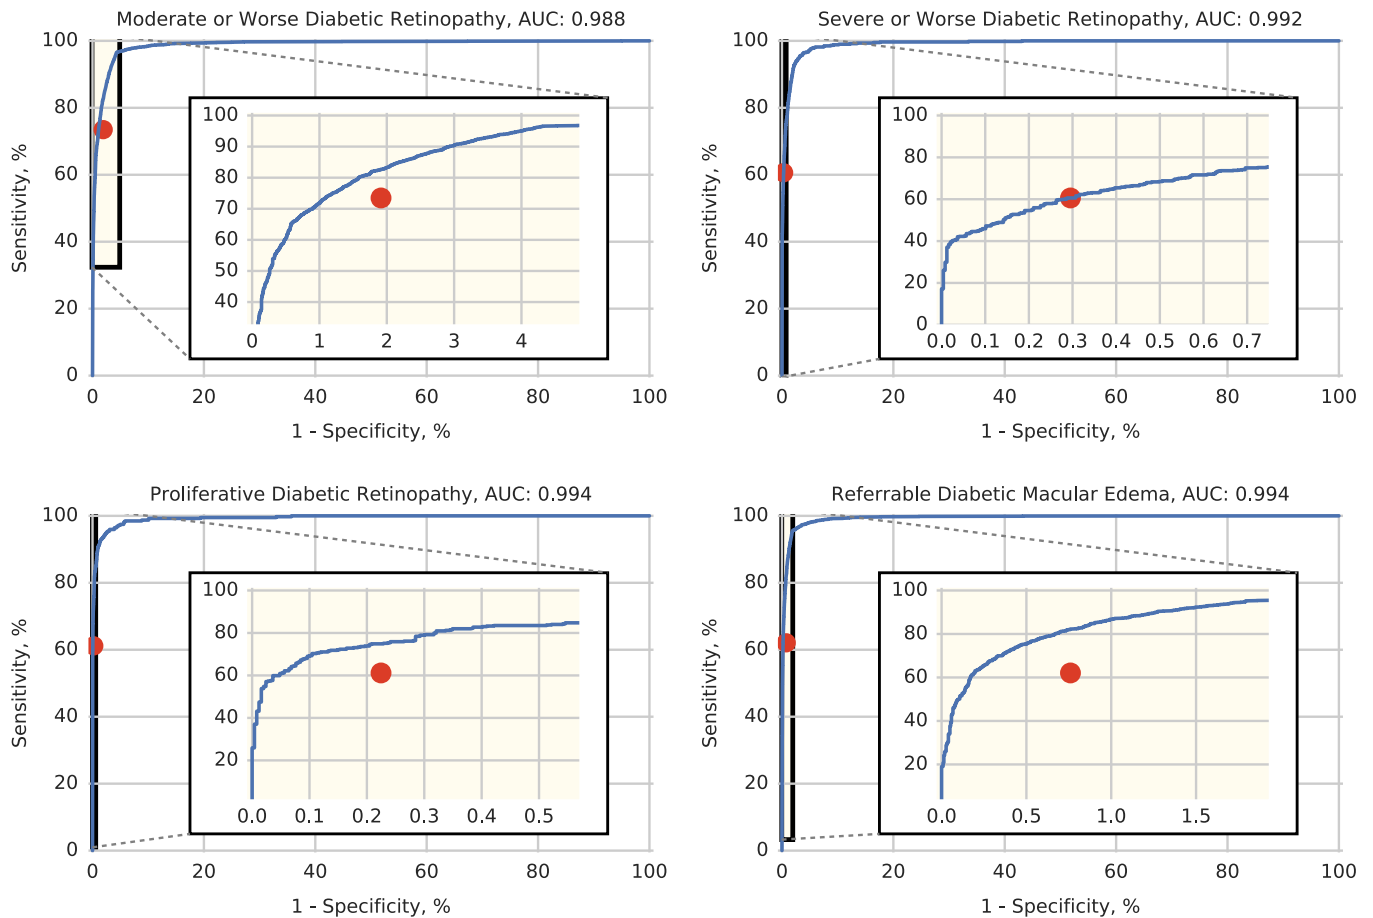 Moderate or Worse Diabetic Retinopathy, AUC: 0.988
100
80
60
40
20
0
Sensitivity, %
100
90
80
70
60
50
40
0 1 2 3 4
0 20 40 60 80 100
1 - Specificity, %
Severe or Worse Diabetic Retinopathy, AUC: 0.992
100
80
60
40
20
0
Sensitivity, %
100
80
60
40
20
0
0.0 0.1 0.2 0.3 0.4 0.5 0.6 0.7
0 20 40 60 80 100
1 - Specificity, %
Proliferative Diabetic Retinopathy, AUC: 0.994
100
80
60
40
20
0
Sensitivity, %
100
80
60
40
20
0.0 0.1 0.2 0.3 0.4 0.5
0 20 40 60 80 100
1 - Specificity, %
Referrable Diabetic Macular Edema, AUC: 0.994
100
80
60
40
20
0
Sensitivity, %
100
80
60
40
20
0.0 0.5 1.0 1.5
0 20 40 60 80 100
1 - Specificity, %